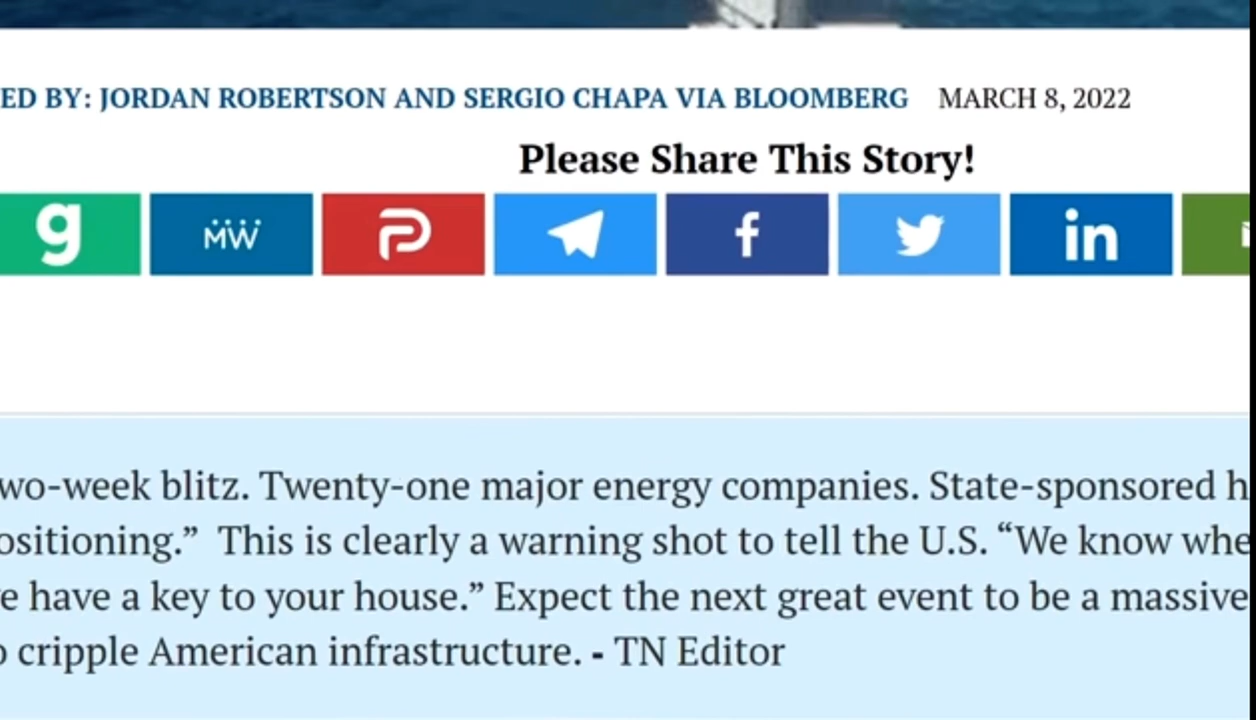 ED BY: JORDAN ROBERTSON AND SERGIO CHAPA VIA BLOOMBERG MARCH 8, 2022
Please Share This Story!
g MW f in
wo-week blitz. Twenty-one major energy companies. State-sponsored h
ositioning.” This is clearly a warning shot to tell the U.S. “We know whe
e have a key to your house.” Expect the next great event to be a massive
o cripple American infrastructure. - TN Editor